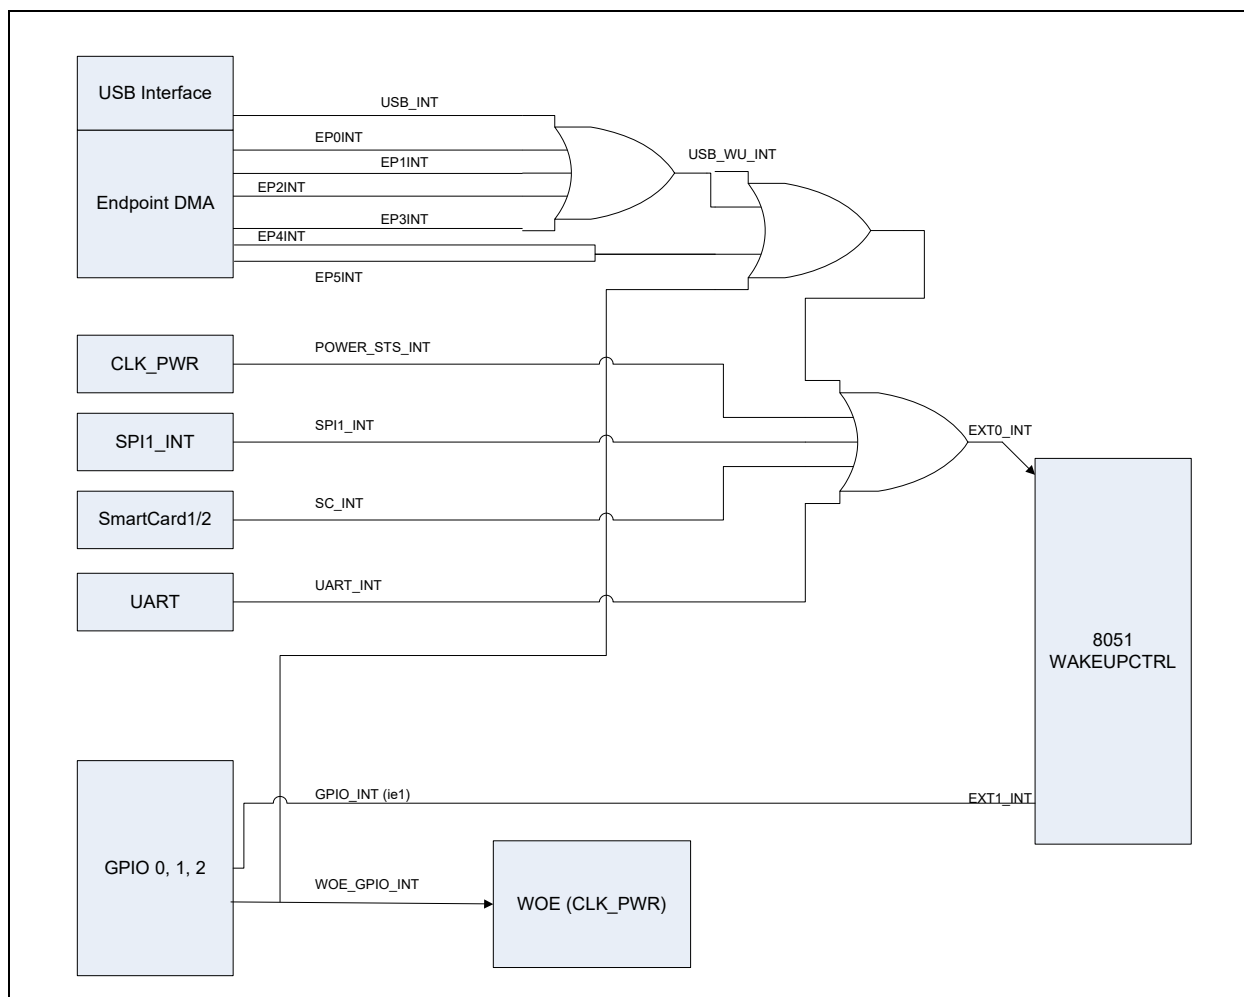 USB Interface
USB_INT
EP0INT
EP1INT
USB_WU_INT
EP2INT
Endpoint DMA
EP3INT
EP4INT
EP5INT
CLK_PWR
POWER_STS_INT
SPI1_INT
SPI1_INT
EXT0_INT
SmartCard1/2
SC_INT
UART
UART_INT
8051
WAKEUPCTRL
GPIO_INT (ie1)
EXT1_INT
GPIO 0, 1, 2
WOE_GPIO_INT
WOE (CLK_PWR)